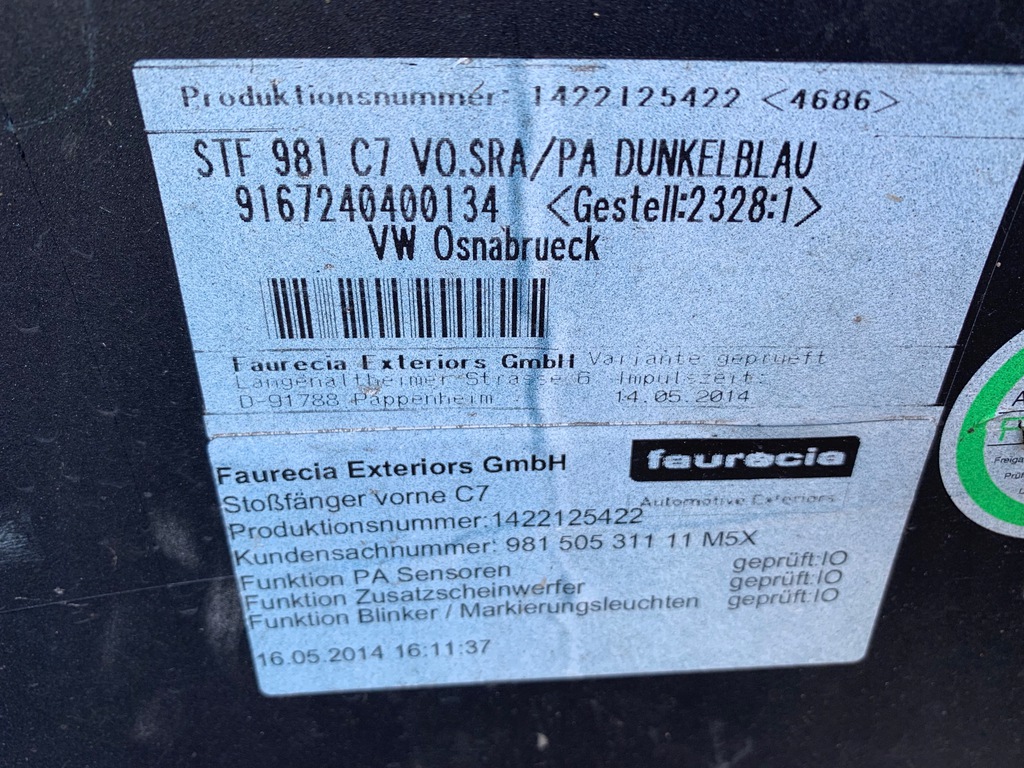 Produktionsnummer: 1422125422 <4686>
STF 981 C7 VO.SRA/PA DUNKELBLAU
9167240400134 <Gestell:2328:1>
VW Osnabrueck
Faurecia Exteriors GmbH Variante geprueft
Langenaltheimer Strasse 6 Impulszeit:
D-91788 Pappenheim 14.05.2014
Faurecia Exteriors GmbH
faurecia
Automotive Exteriors
Stoßfänger vorne C7
Produktionsnummer:1422125422
Kundensachnummer: 981 505 311 11 M5X
Funktion PA Sensoren geprüft:IO
Funktion Zusatzscheinwerfer geprüft:IO
Funktion Blinker / Markierungsleuchten geprüft:IO
16.05.2014 16:11:37